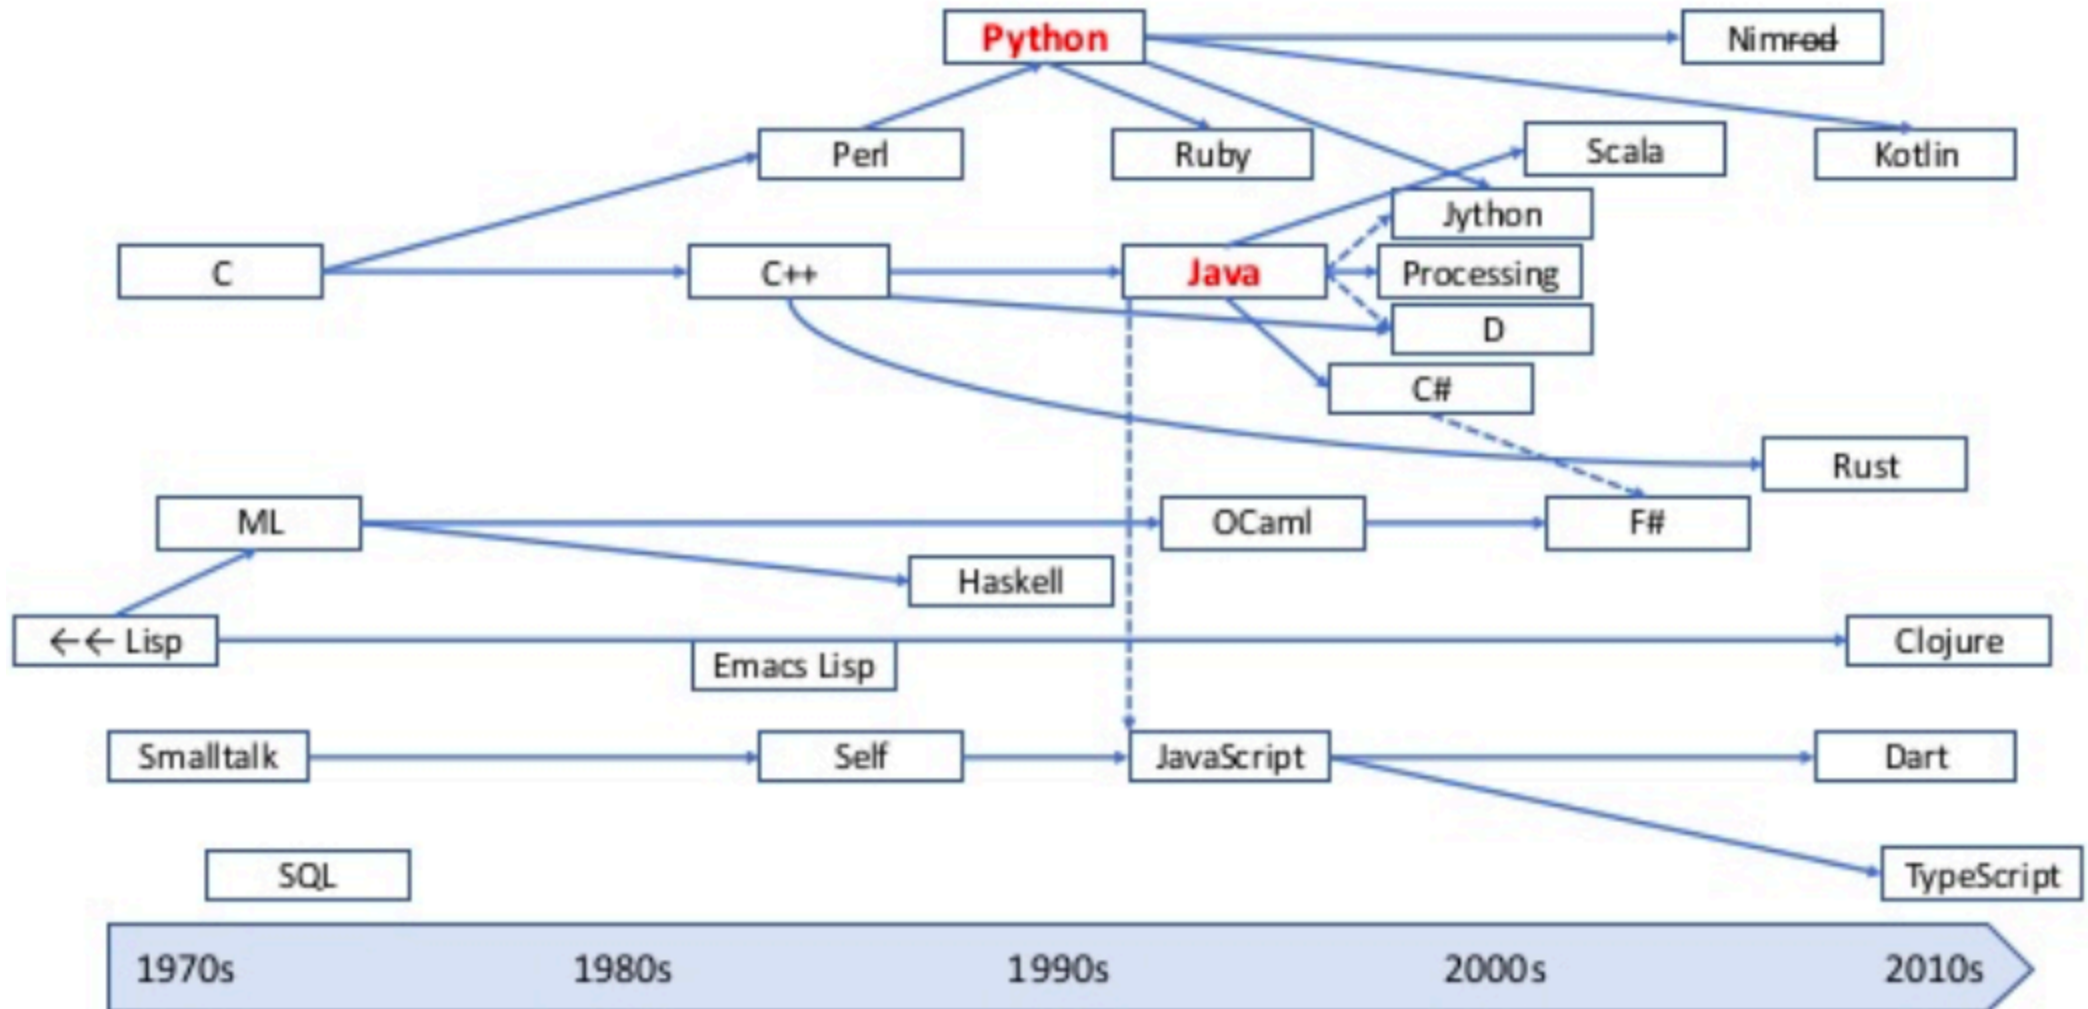 Python
Nimrod
Perl
Ruby
Scala
Kotlin
Jython
C
C++
Java
Processing
D
C#
Rust
ML
OCaml
F#
Haskell
←← Lisp
Emacs Lisp
Clojure
Smalltalk
Self
JavaScript
Dart
SQL
TypeScript
1970s 1980s 1990s 2000s 2010s